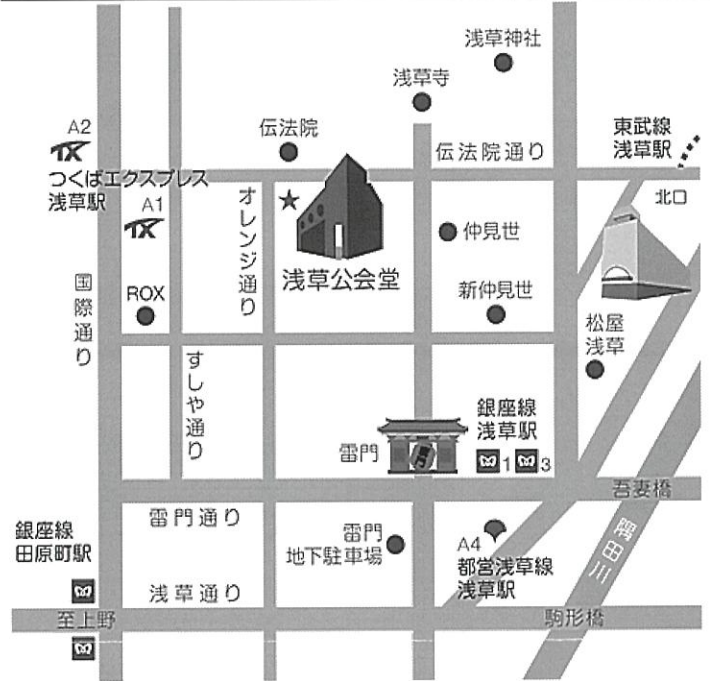 浅草神社
浅草寺
A2
TX
つくばエクスプレス
浅草駅
A1
TX
伝法院
伝法院通り
東武線
浅草駅
北口
オレンジ通り
浅草公会堂
仲見世
国際通り
ROX
新仲見世
松屋
浅草
すしや通り
雷門
銀座線
浅草駅
1
3
吾妻橋
雷門通り
銀座線
田原町駅
雷門
地下駐車場
A4
都営浅草線
浅草駅
隅田川
浅草通り
至上野
駒形橋